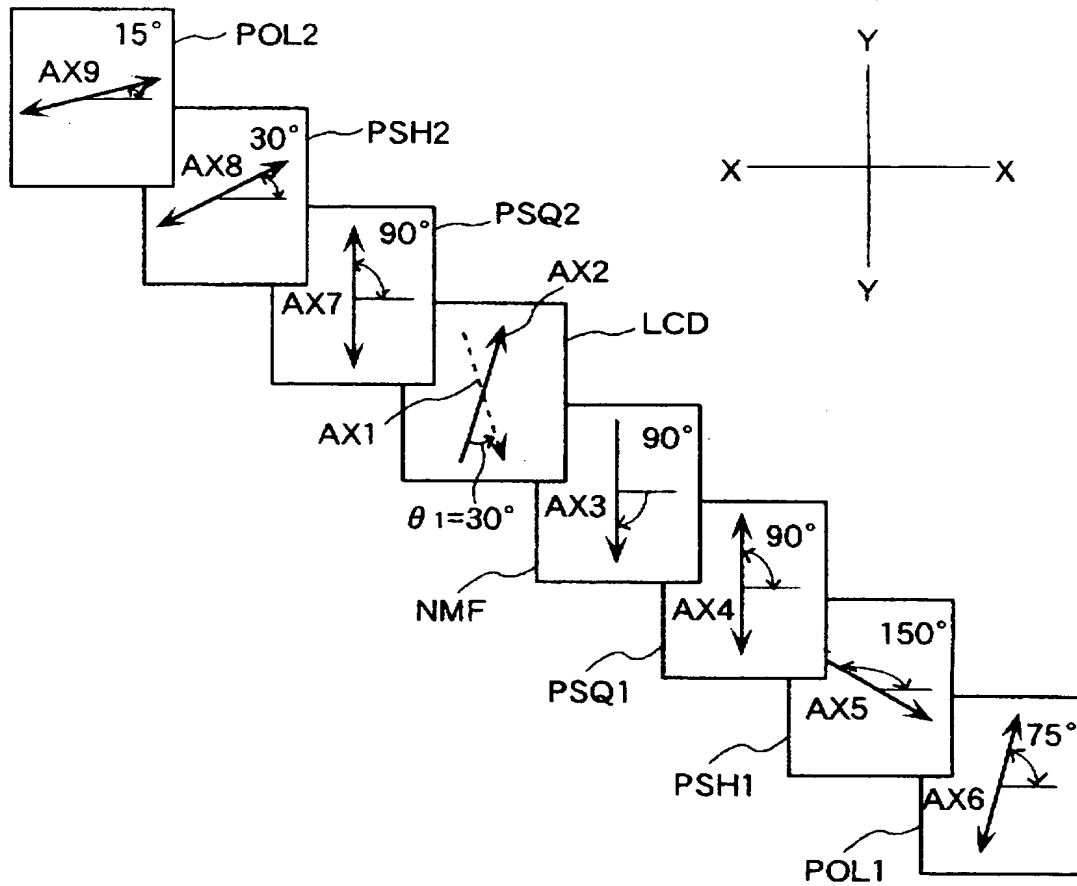 15° POL2
AX9
Y
30° PSH2
AX8
X X
90° PSQ2
AX7
Y
AX2
LCD
AX1
θ1=30°
90°
AX3
NMF
90°
AX4
PSQ1
150°
AX5
PSH1
75°
AX6
POL1